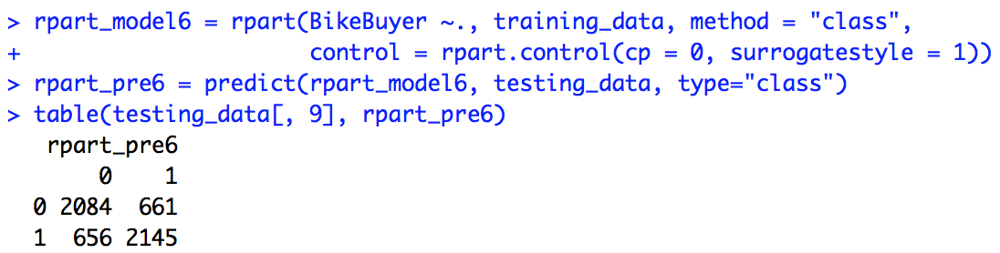 > rpart_model6 = rpart(BikeBuyer ~., training_data, method = "class",
+                     control = rpart.control(cp = 0, surrogatestyle = 1))
> rpart_pre6 = predict(rpart_model6, testing_data, type="class")
> table(testing_data[, 9], rpart_pre6)
   rpart_pre6
       0    1
  0 2084  661
  1  656 2145